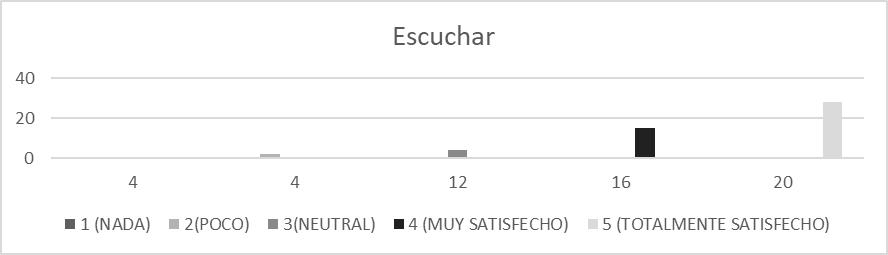 Escuchar
40
20
0
4 4 12 16 20
1 (NADA) 2(POCO) 3(NEUTRAL) 4 (MUY SATISFECHO) 5 (TOTALMENTE SATISFECHO)